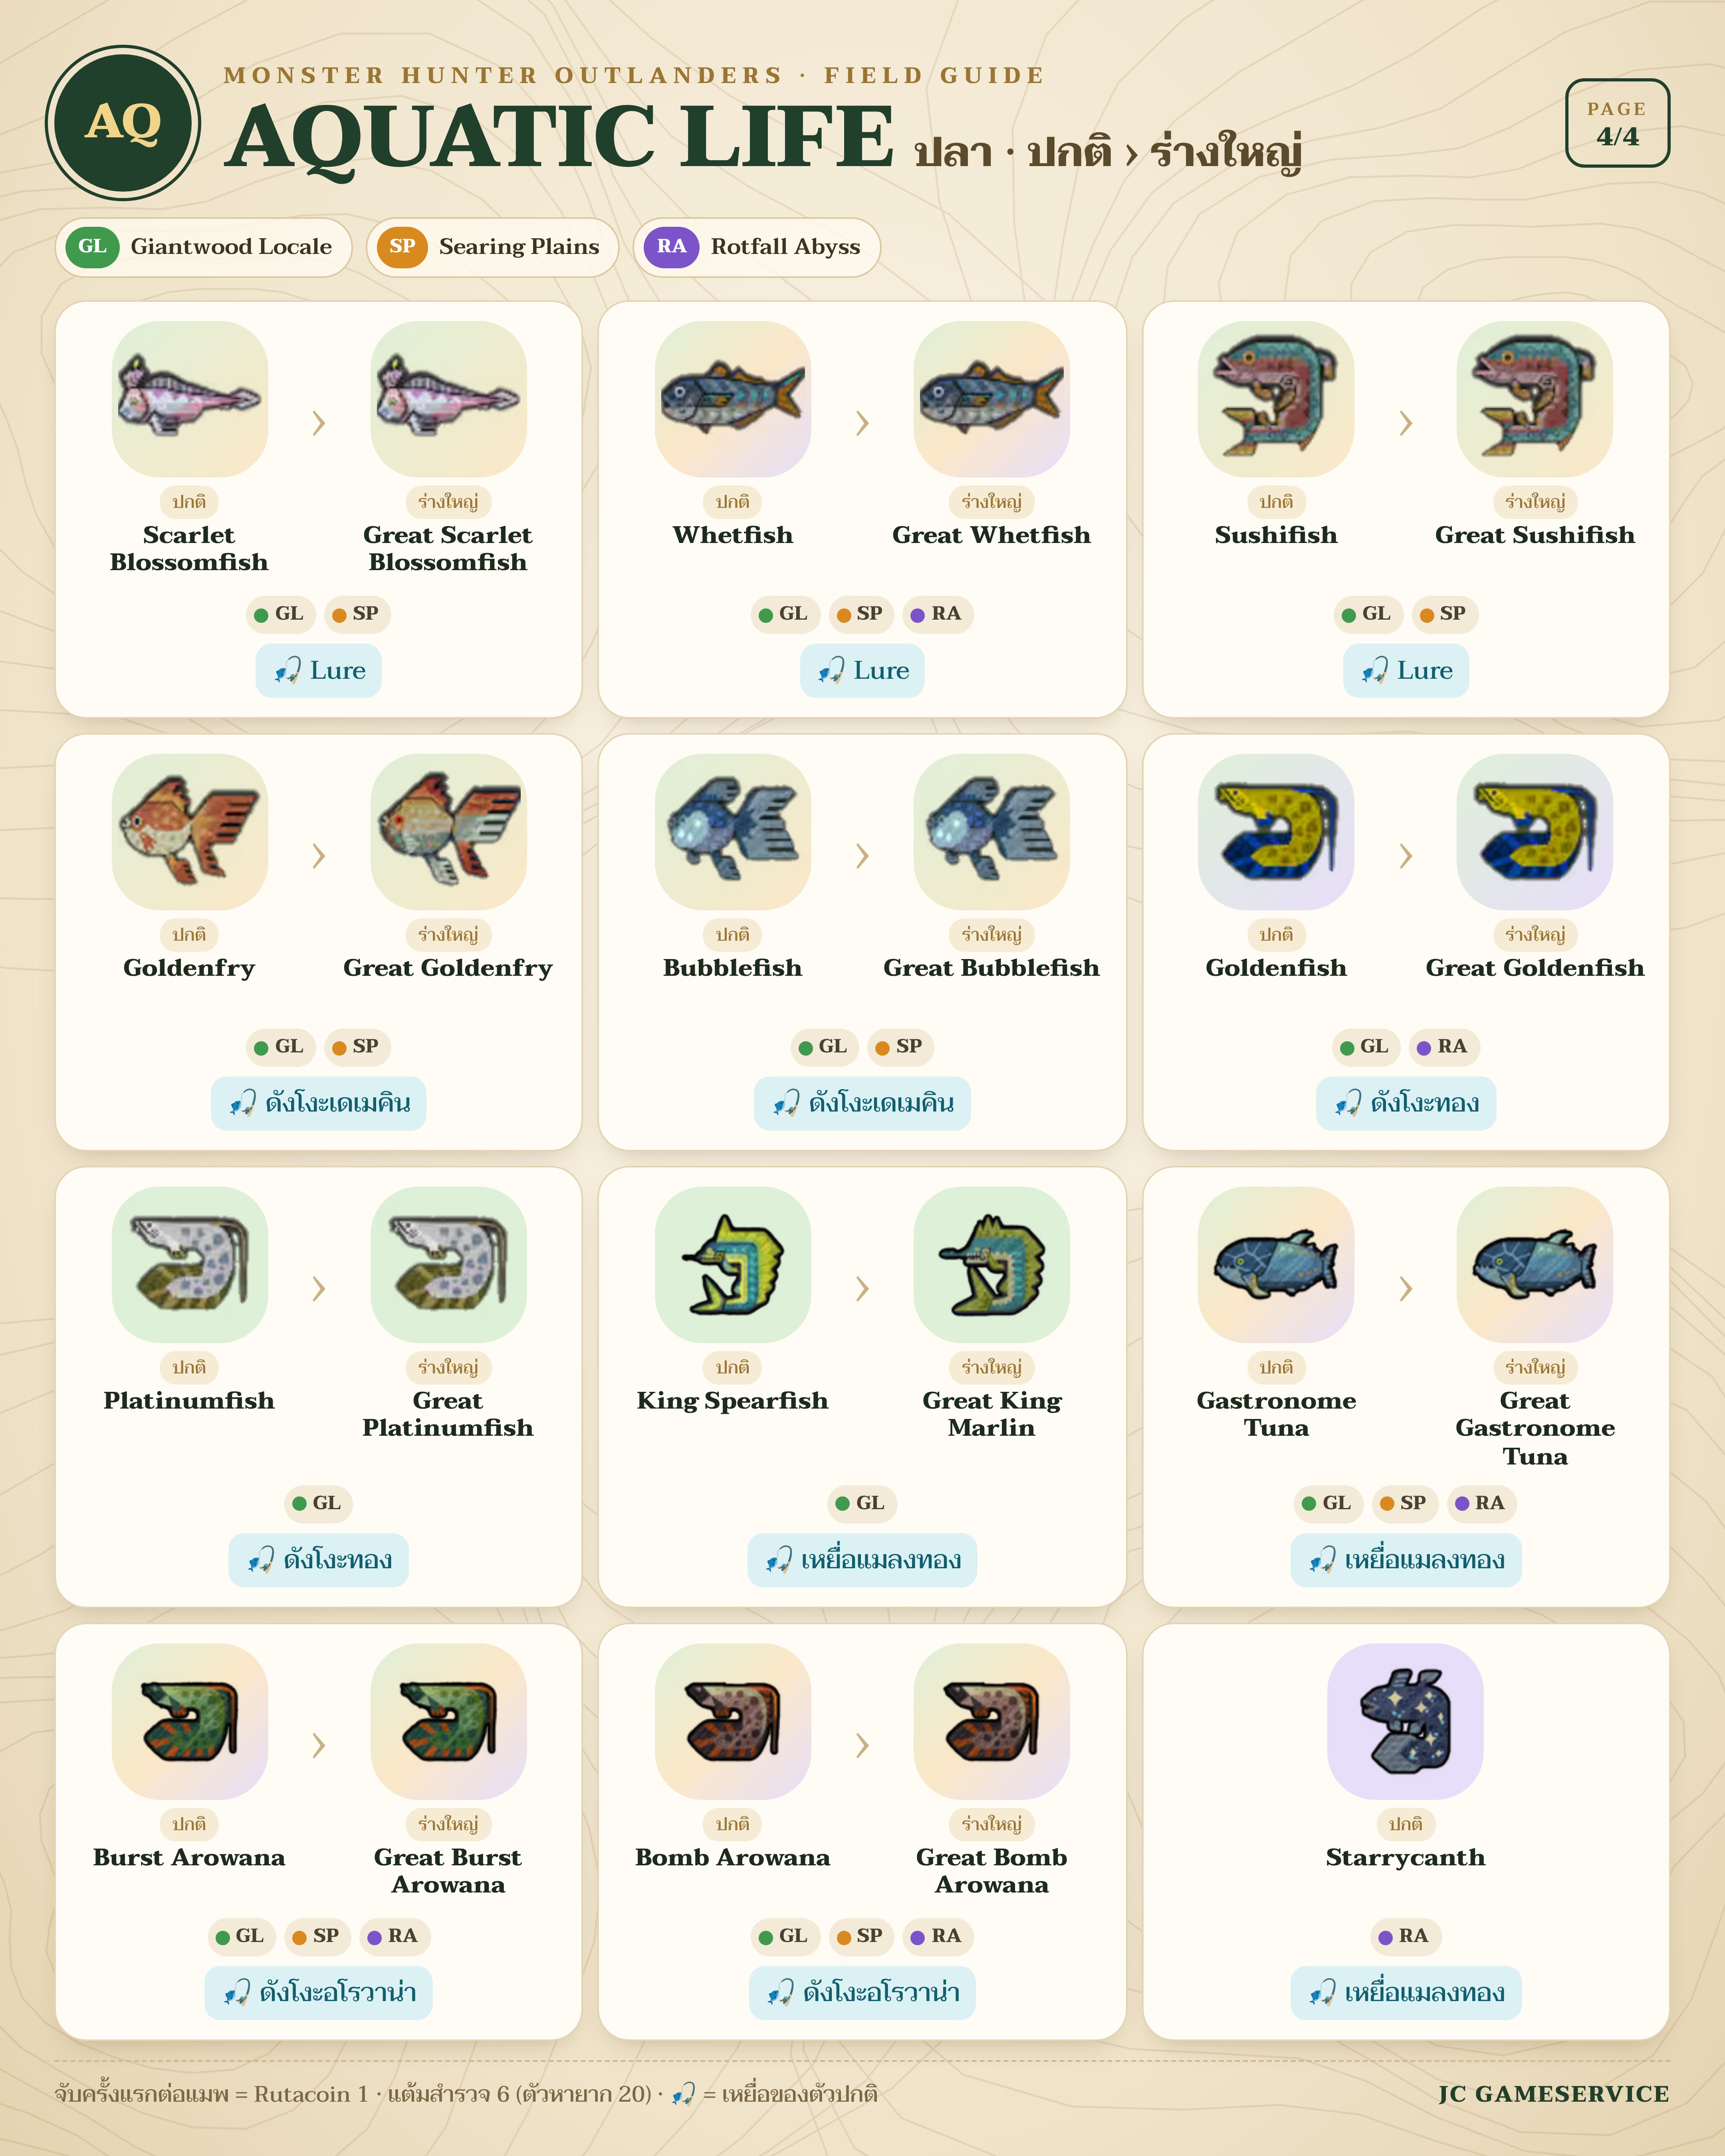 AQ
MONSTER HUNTER OUTLANDERS · FIELD GUIDE
AQUATIC LIFE ปลา · ปกติ › ร่างใหญ่
PAGE
4/4
GL Giantwood Locale SP Searing Plains RA Rotfall Abyss
ปกติ ร่างใหญ่
Scarlet Blossomfish
Great Scarlet Blossomfish
GL SP
Lure
ปกติ ร่างใหญ่
Whetfish
Great Whetfish
GL SP RA
Lure
ปกติ ร่างใหญ่
Sushifish
Great Sushifish
GL SP
Lure
ปกติ ร่างใหญ่
Goldenfry
Great Goldenfry
GL SP
ดังโงะเดเมคิน
ปกติ ร่างใหญ่
Bubblefish
Great Bubblefish
GL SP
ดังโงะเดเมคิน
ปกติ ร่างใหญ่
Goldenfish
Great Goldenfish
GL RA
ดังโงะทอง
ปกติ ร่างใหญ่
Platinumfish
Great Platinumfish
GL
ดังโงะทอง
ปกติ ร่างใหญ่
King Spearfish
Great King Marlin
GL
เหยื่อแมลงทอง
ปกติ ร่างใหญ่
Gastronome Tuna
Great Gastronome Tuna
GL SP RA
เหยื่อแมลงทอง
ปกติ ร่างใหญ่
Burst Arowana
Great Burst Arowana
GL SP RA
ดังโงะอโรวาน่า
ปกติ ร่างใหญ่
Bomb Arowana
Great Bomb Arowana
GL SP RA
ดังโงะอโรวาน่า
ปกติ
Starrycanth
RA
เหยื่อแมลงทอง
จับครั้งแรกต่อแมพ = Rutacoin 1 · แต้มสำรวจ 6 (ตัวหายาก 20) · 🎣 = เหยื่อของตัวปกติ
JC GAMESERVICE